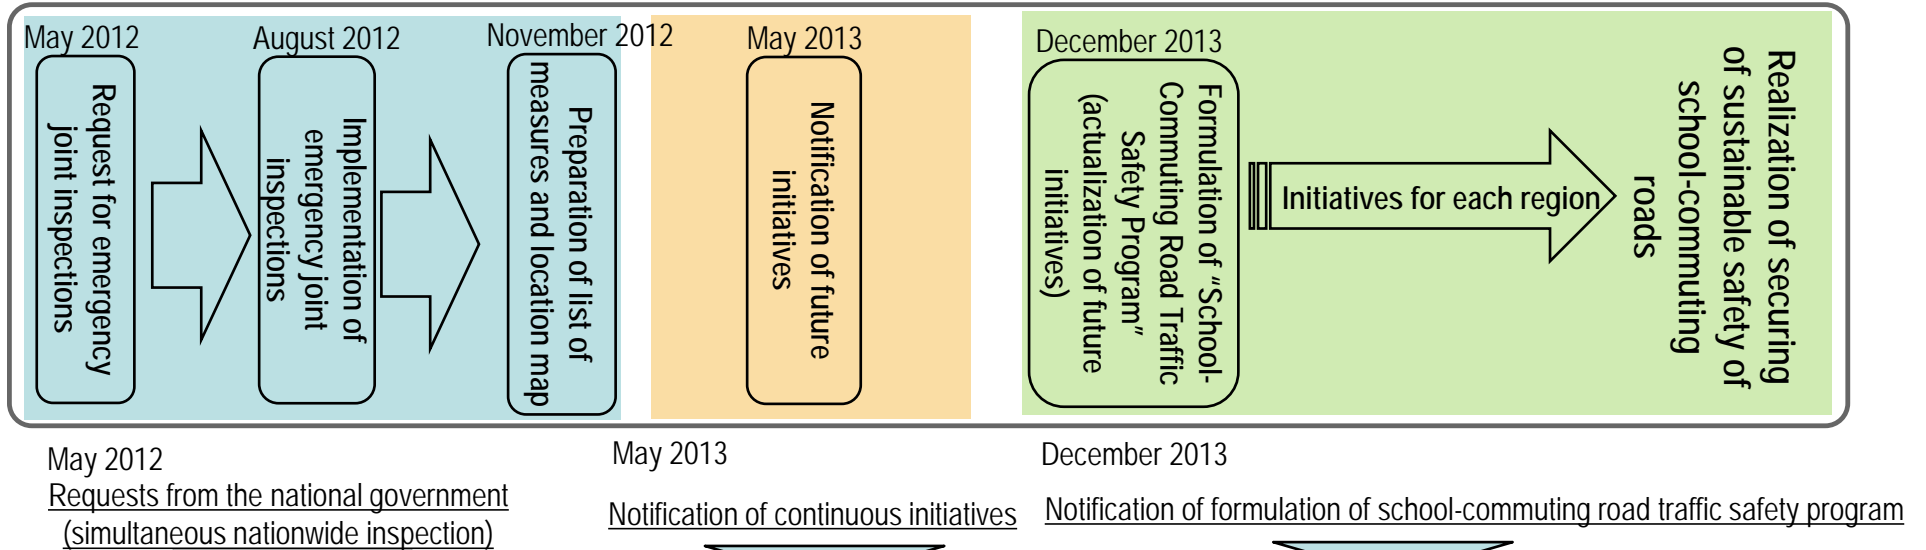 May 2012
Request for emergency
joint inspections
August 2012
Implementation of
emergency joint
inspections
November 2012
Preparation of list of
measures and location map
May 2013
Notification of future
initiatives
December 2013
Formulation of “School-
Commuting Road Traffic
Safety Program”
(actualization of future
initiatives)
Initiatives for each region
Realization of securing
of sustainable safety of
school-commuting
roads
May 2012
Requests from the national government
(simultaneous nationwide inspection)
May 2013
Notification of continuous initiatives
December 2013
Notification of formulation of school-commuting road traffic safety program